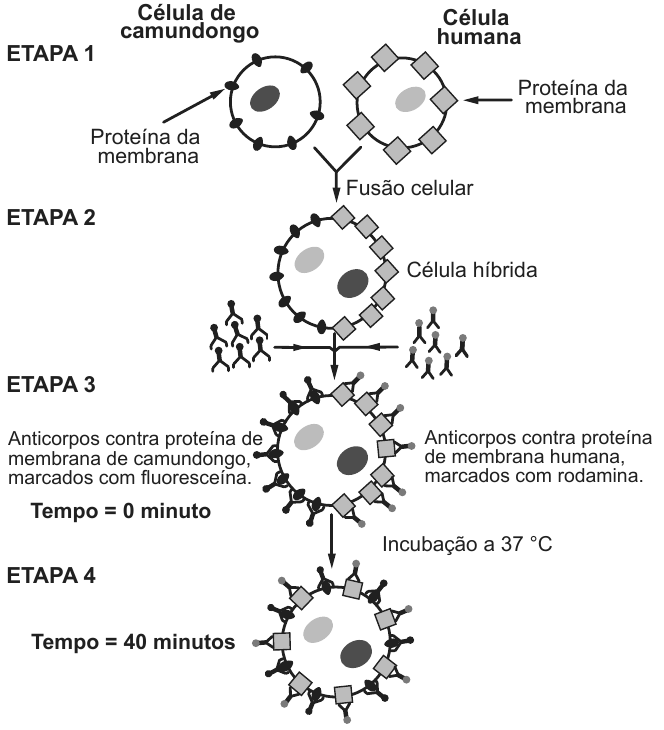 Célula de
camundongo
Célula
humana
ETAPA 1
Proteína da
membrana
Proteína da
membrana
Fusão celular
ETAPA 2
Célula híbrida
ETAPA 3
Anticorpos contra proteína de
membrana de camundongo,
marcados com fluoresceína.
Anticorpos contra proteína
de membrana humana,
marcados com rodamina.
Tempo = 0 minuto
Incubação a 37 °C
ETAPA 4
Tempo = 40 minutos